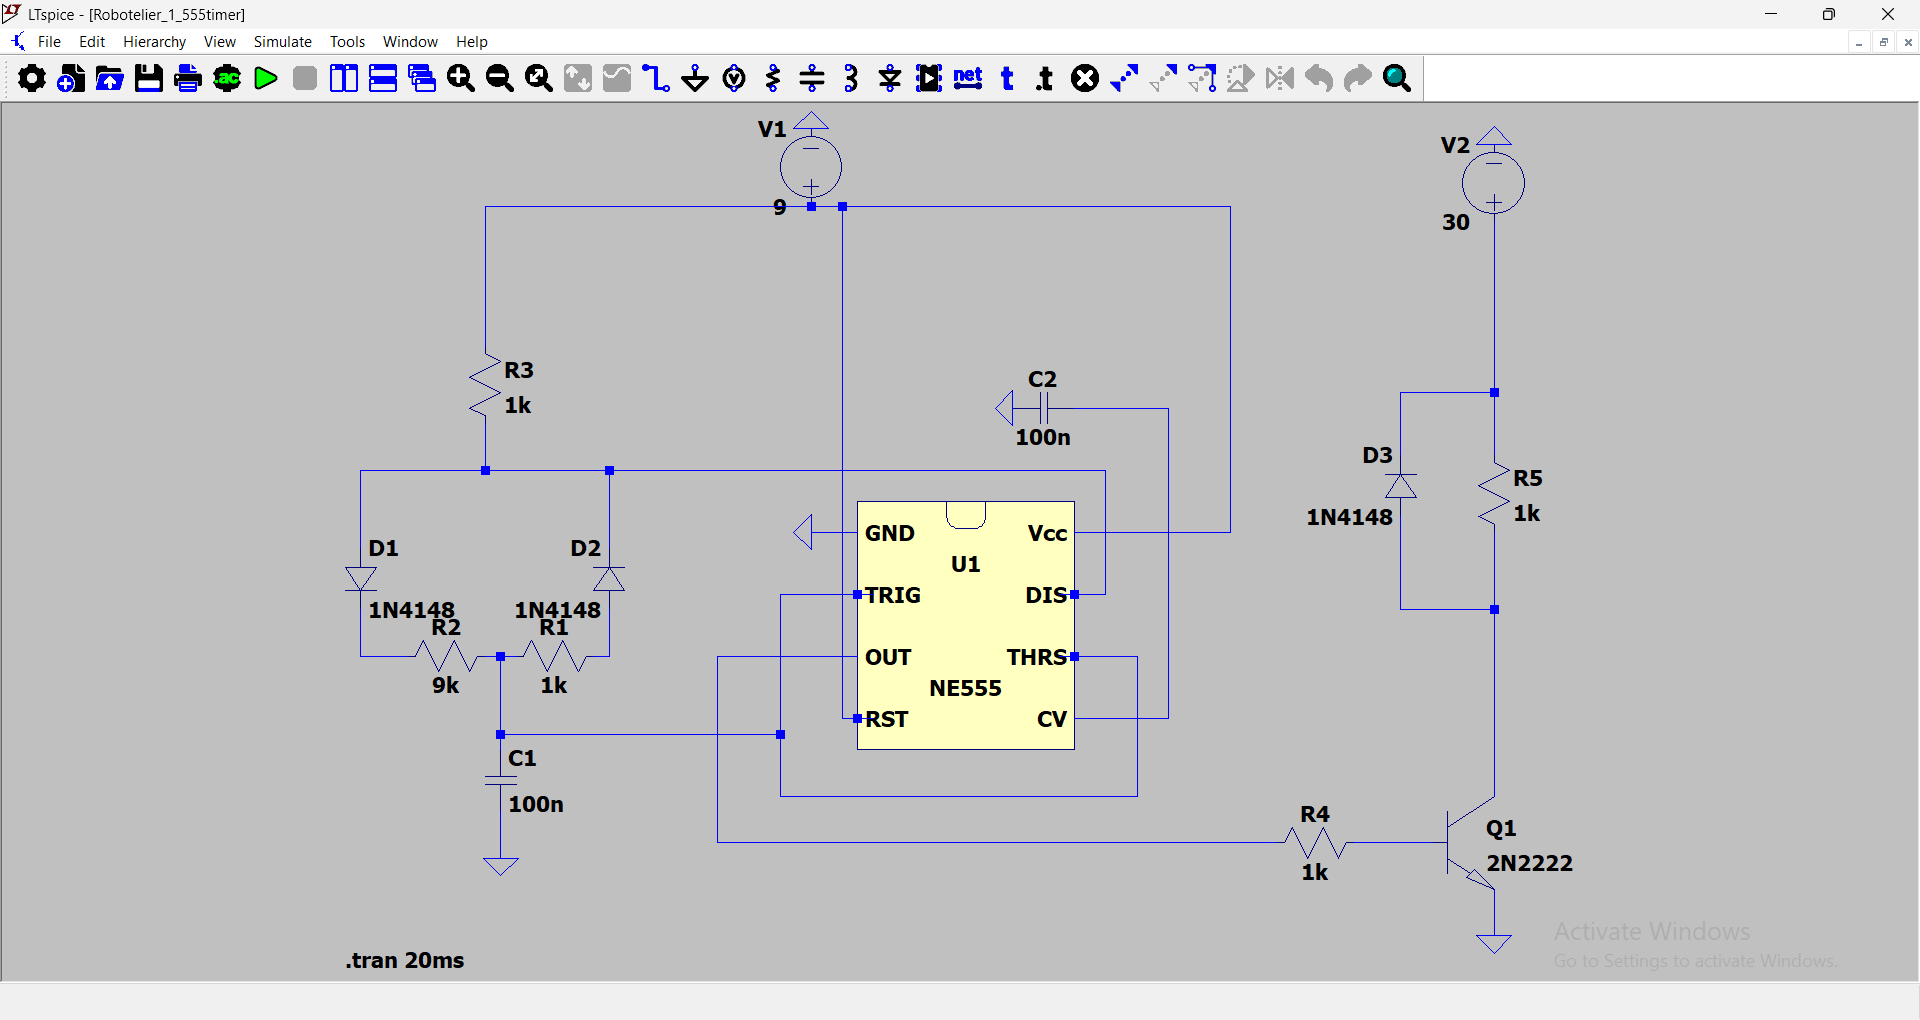 LTspice - [Robotelier_1_555timer]
File Edit Hierarchy View Simulate Tools Window Help
.ac net t .t
V1
9
V2
30
R3
1k
C2
100n
D3
1N4148
R5
1k
D1
1N4148
D2
1N4148
R2
9k
R1
1k
GND Vcc
U1
TRIG DIS
OUT THRS
NE555
RST CV
C1
100n
R4
1k
Q1
2N2222
.tran 20ms
Activate Windows
Go to Settings to activate Windows.